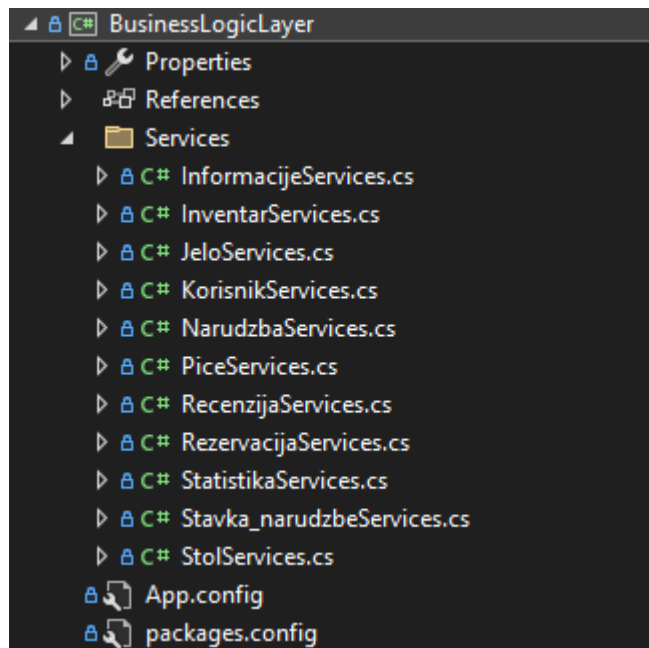 C# BusinessLogicLayer
Properties
References
Services
C# InformacijeServices.cs
C# InventarServices.cs
C# JeloServices.cs
C# KorisnikServices.cs
C# NarudzbaServices.cs
C# PiceServices.cs
C# RecenzijaServices.cs
C# RezervacijaServices.cs
C# StatistikaServices.cs
C# Stavka_narudzbeServices.cs
C# StolServices.cs
App.config
packages.config